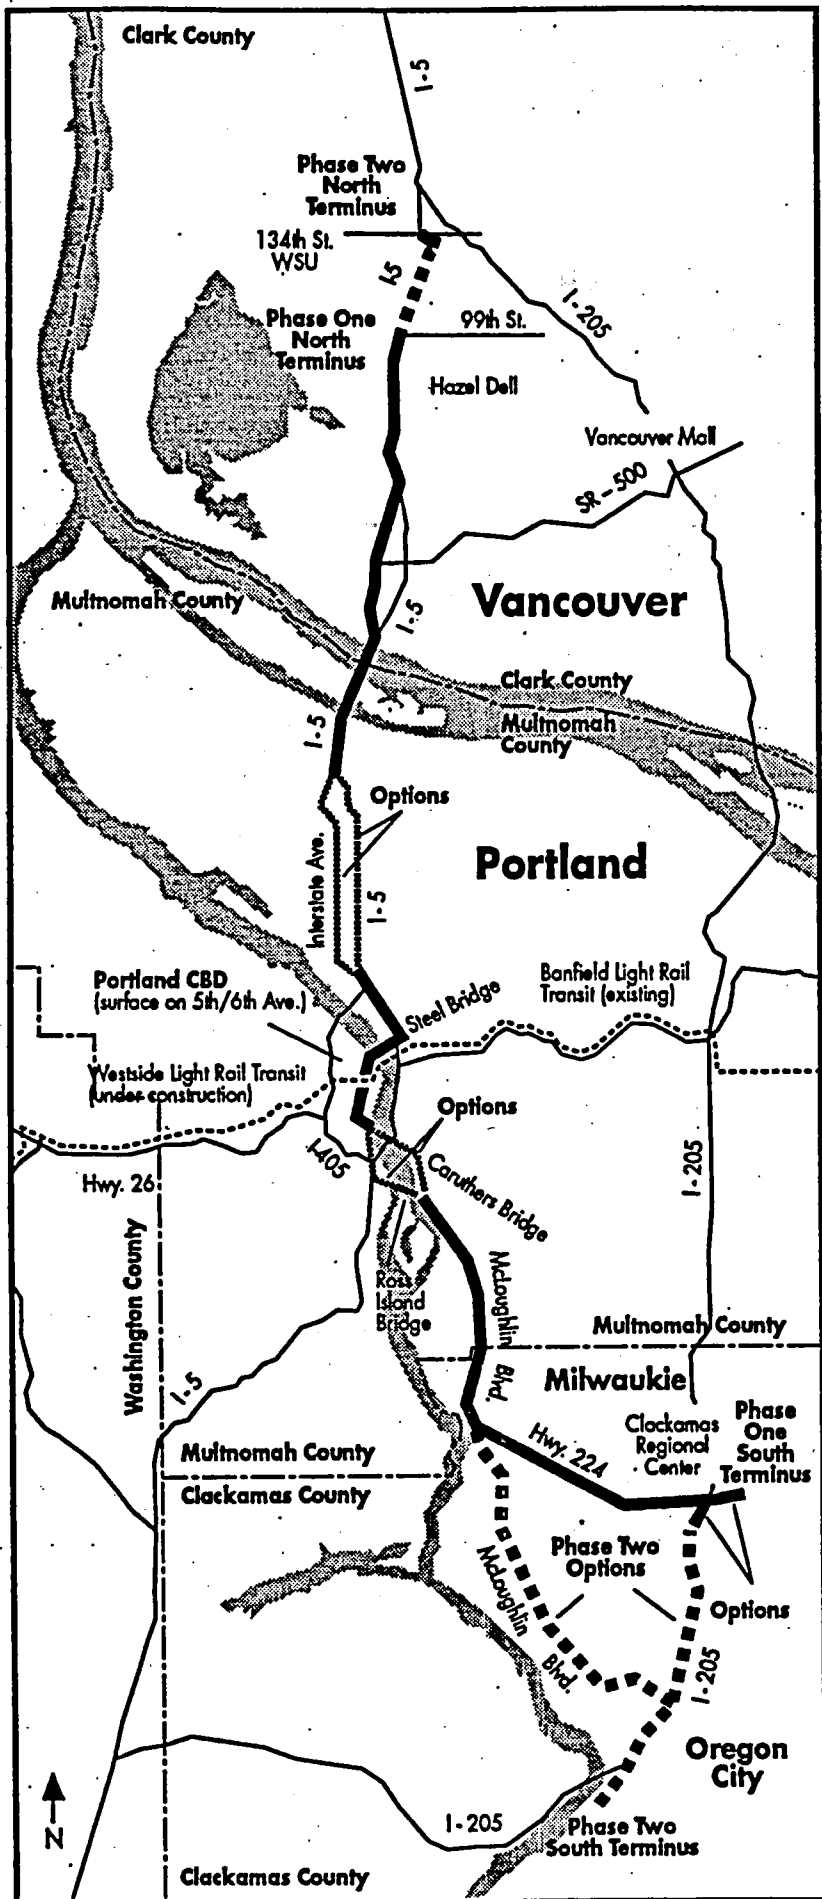 Clark County
I-5
Phase Two
North
Terminus
134th St.
WSU
I-5
I-205
Phase One
North
Terminus
99th St.
Hazel Dell
Vancouver Mall
SR-500
Multnomah County
Vancouver
I-5
Clark County
Multnomah
County
I-5
Options
Interstate Ave.
I-5
Portland
Portland CBD
(surface on 5th/6th Ave.)
Steel Bridge
Banfield Light Rail
Transit (existing)
Westside Light Rail Transit
(under construction)
Options
I-405
Caruthers Bridge
I-205
Hwy. 26
Washington County
Ross
Island
Bridge
McLoughlin Blvd.
Multnomah County
I-5
Milwaukie
Clackamas
Regional
Center
Phase
One
South
Terminus
Hwy. 224
Multnomah County
Clackamas County
Phase Two
Options
McLoughlin
Blvd.
Options
I-205
Oregon
City
N
I-205
Phase Two
South Terminus
Clackamas County